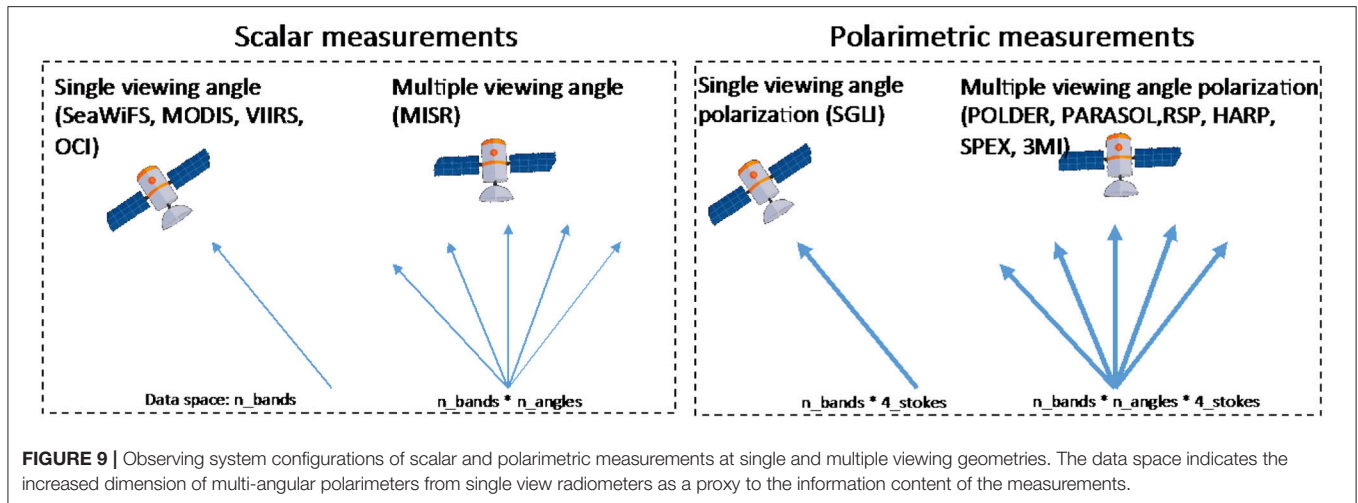 Scalar measurements
Single viewing angle
(SeaWiFS, MODIS, VIIRS,
OCI)
Multiple viewing angle
(MISR)
Data space: n_bands
n_bands * n_angles
Polarimetric measurements
Single viewing angle
polarization (SGLI)
Multiple viewing angle polarization
(POLDER, PARASOL,RSP, HARP,
SPEX, 3MI)
n_bands * 4_stokes
n_bands * n_angles * 4_stokes
FIGURE 9 | Observing system configurations of scalar and polarimetric measurements at single and multiple viewing geometries. The data space indicates the
increased dimension of multi-angular polarimeters from single view radiometers as a proxy to the information content of the measurements.